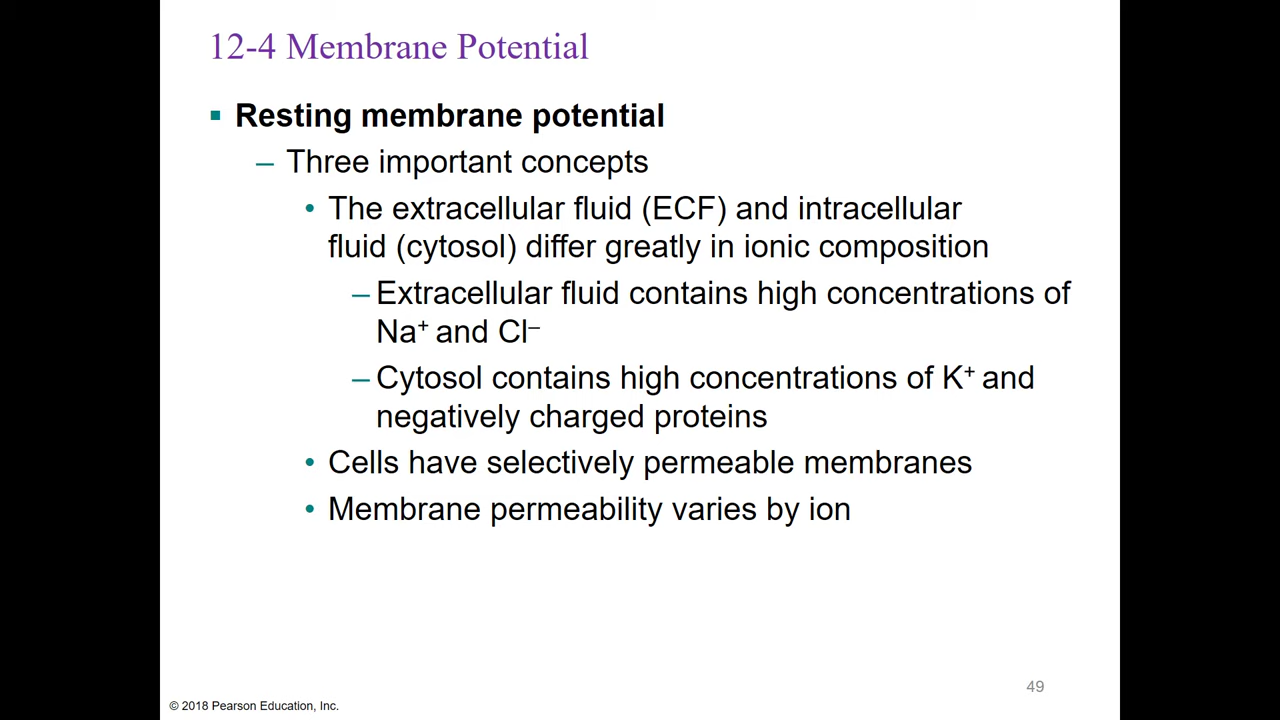 12-4 Membrane Potential
▪ Resting membrane potential
– Three important concepts
• The extracellular fluid (ECF) and intracellular
fluid (cytosol) differ greatly in ionic composition
– Extracellular fluid contains high concentrations of
Na⁺ and Cl⁻
– Cytosol contains high concentrations of K⁺ and
negatively charged proteins
• Cells have selectively permeable membranes
• Membrane permeability varies by ion
49
© 2018 Pearson Education, Inc.